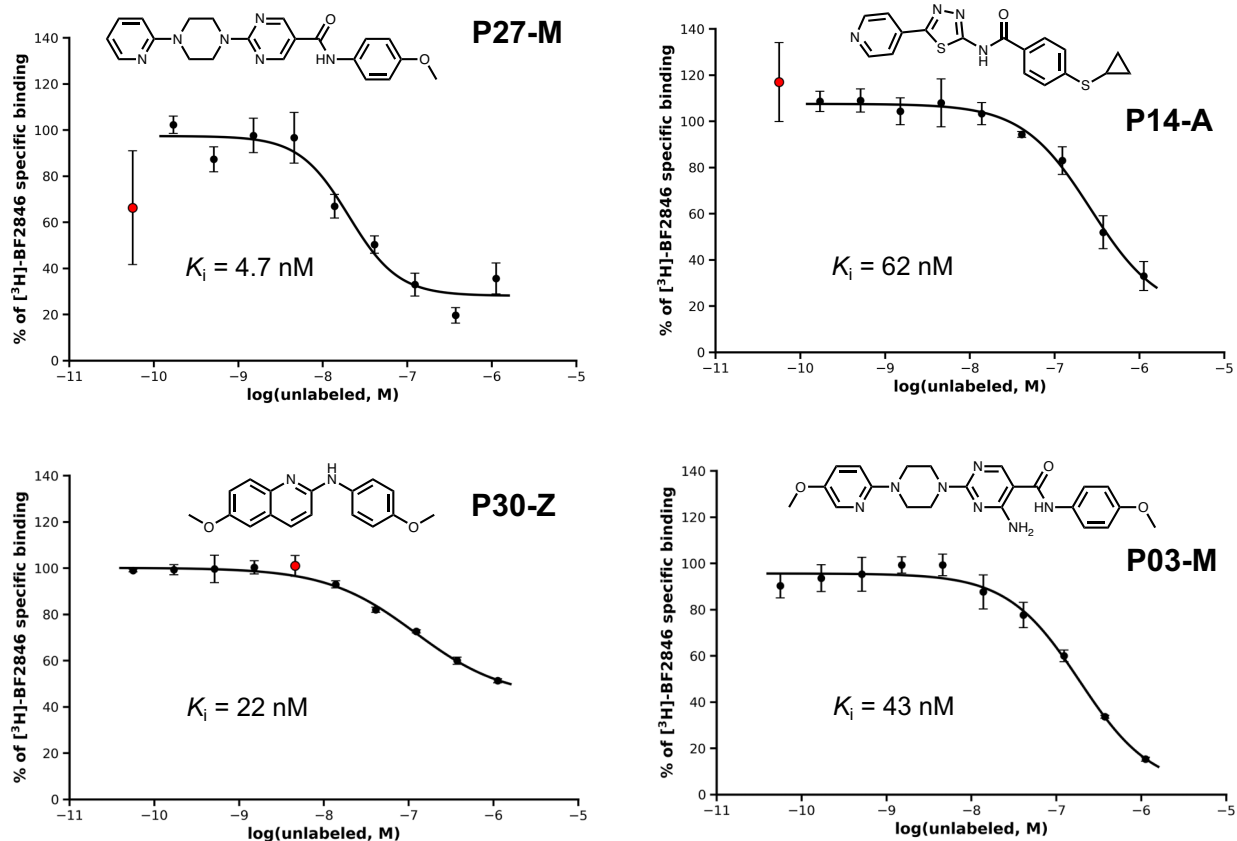 P27-M
% of [³H]-BF2846 specific binding
140
120
100
80
60
40
20
0
N
N
N
N
N
O
NH
O
Kᵢ = 4.7 nM
−11
−10
−9
−8
−7
−6
−5
log(unlabeled, M)
P14-A
% of [³H]-BF2846 specific binding
140
120
100
80
60
40
20
0
N
N
N
S
N
H
O
S
Kᵢ = 62 nM
−11
−10
−9
−8
−7
−6
−5
log(unlabeled, M)
P30-Z
% of [³H]-BF2846 specific binding
140
120
100
80
60
40
20
0
H
N
N
O
O
Kᵢ = 22 nM
−11
−10
−9
−8
−7
−6
−5
log(unlabeled, M)
P03-M
% of [³H]-BF2846 specific binding
140
120
100
80
60
40
20
0
O
N
N
N
N
N
NH₂
O
NH
O
Kᵢ = 43 nM
−11
−10
−9
−8
−7
−6
−5
log(unlabeled, M)